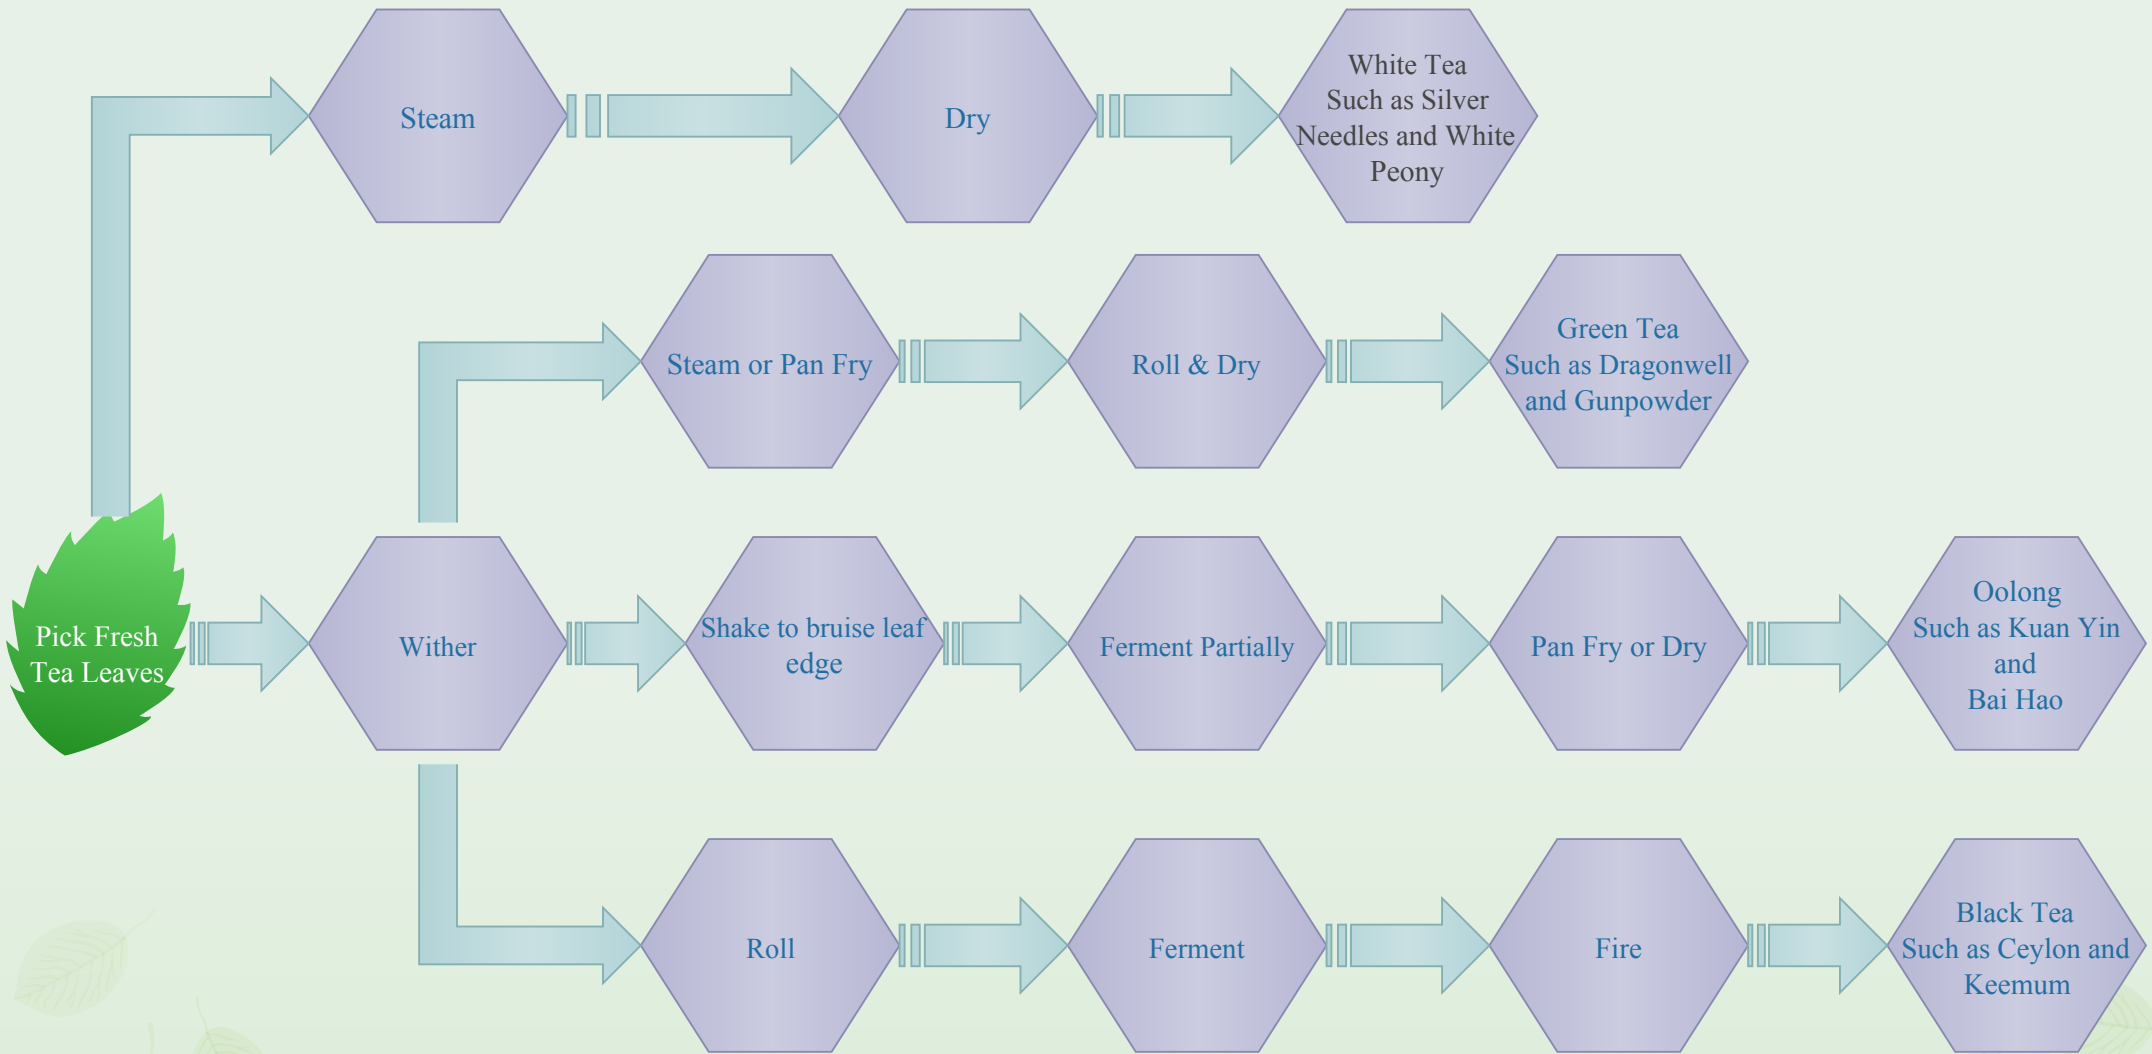 Steam
Dry
White Tea
Such as Silver
Needles and White
Peony
Steam or Pan Fry
Roll & Dry
Green Tea
Such as Dragonwell
and Gunpowder
Pick Fresh
Tea Leaves
Wither
Shake to bruise leaf
edge
Ferment Partially
Pan Fry or Dry
Oolong
Such as Kuan Yin
and
Bai Hao
Roll
Ferment
Fire
Black Tea
Such as Ceylon and
Keemum